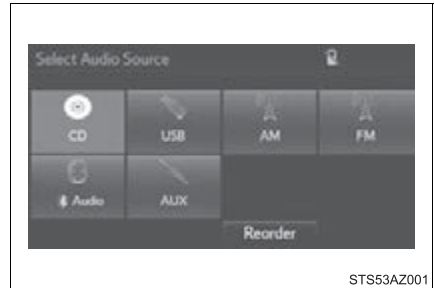 Select Audio Source
CD USB AM FM
Audio AUX
Reorder
STS53AZ001